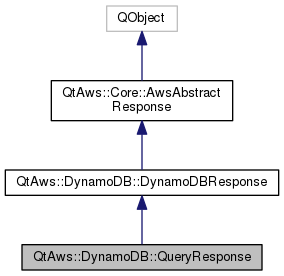 QObject
QtAws::Core::AwsAbstract
Response
QtAws::DynamoDB::DynamoDBResponse
QtAws::DynamoDB::QueryResponse